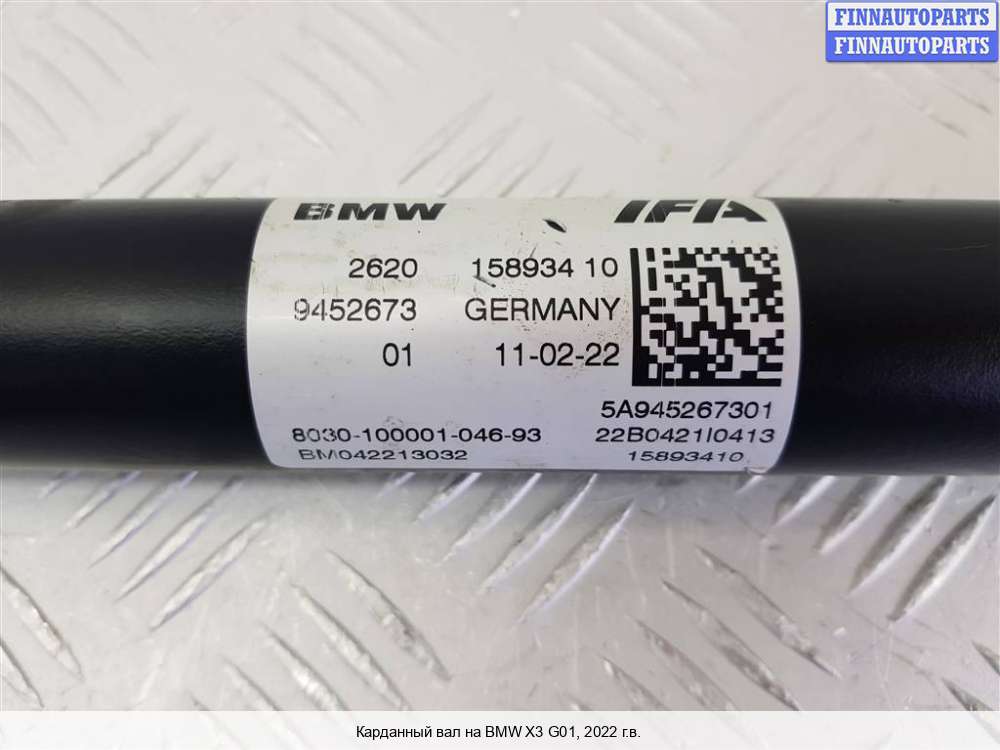 FINNAUTOPARTS
FINNAUTOPARTS
BMW IFA
2620 158934 10
9452673 GERMANY
01 11-02-22
5A945267301
8030-100001-046-93 22B0421I0413
BM042213032 15893410
Карданный вал на BMW X3 G01, 2022 г.в.